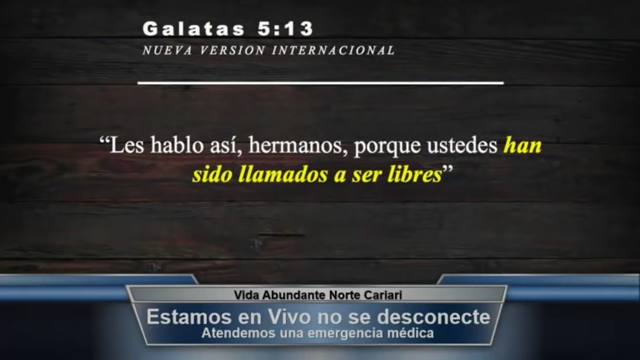 Galatas 5:13
NUEVA VERSION INTERNACIONAL
“Les hablo así, hermanos, porque ustedes han
sido llamados a ser libres”
Vida Abundante Norte Cariari
Estamos en Vivo no se desconecte
Atendemos una emergencia médica